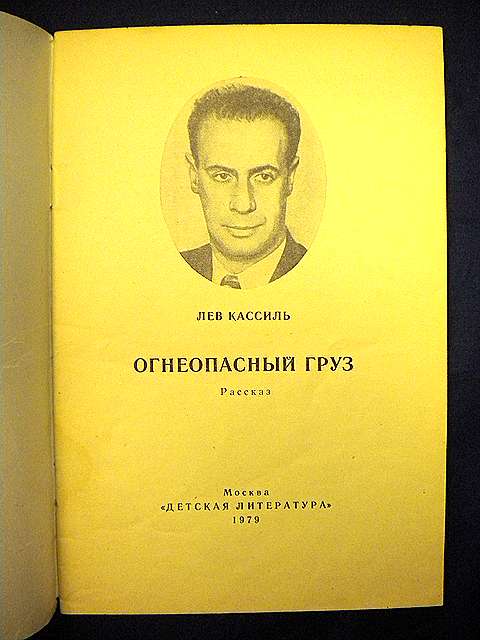 ЛЕВ КАССИЛЬ
ОГНЕОПАСНЫЙ ГРУЗ
Рассказ
Москва
«ДЕТСКАЯ ЛИТЕРАТУРА»
1979